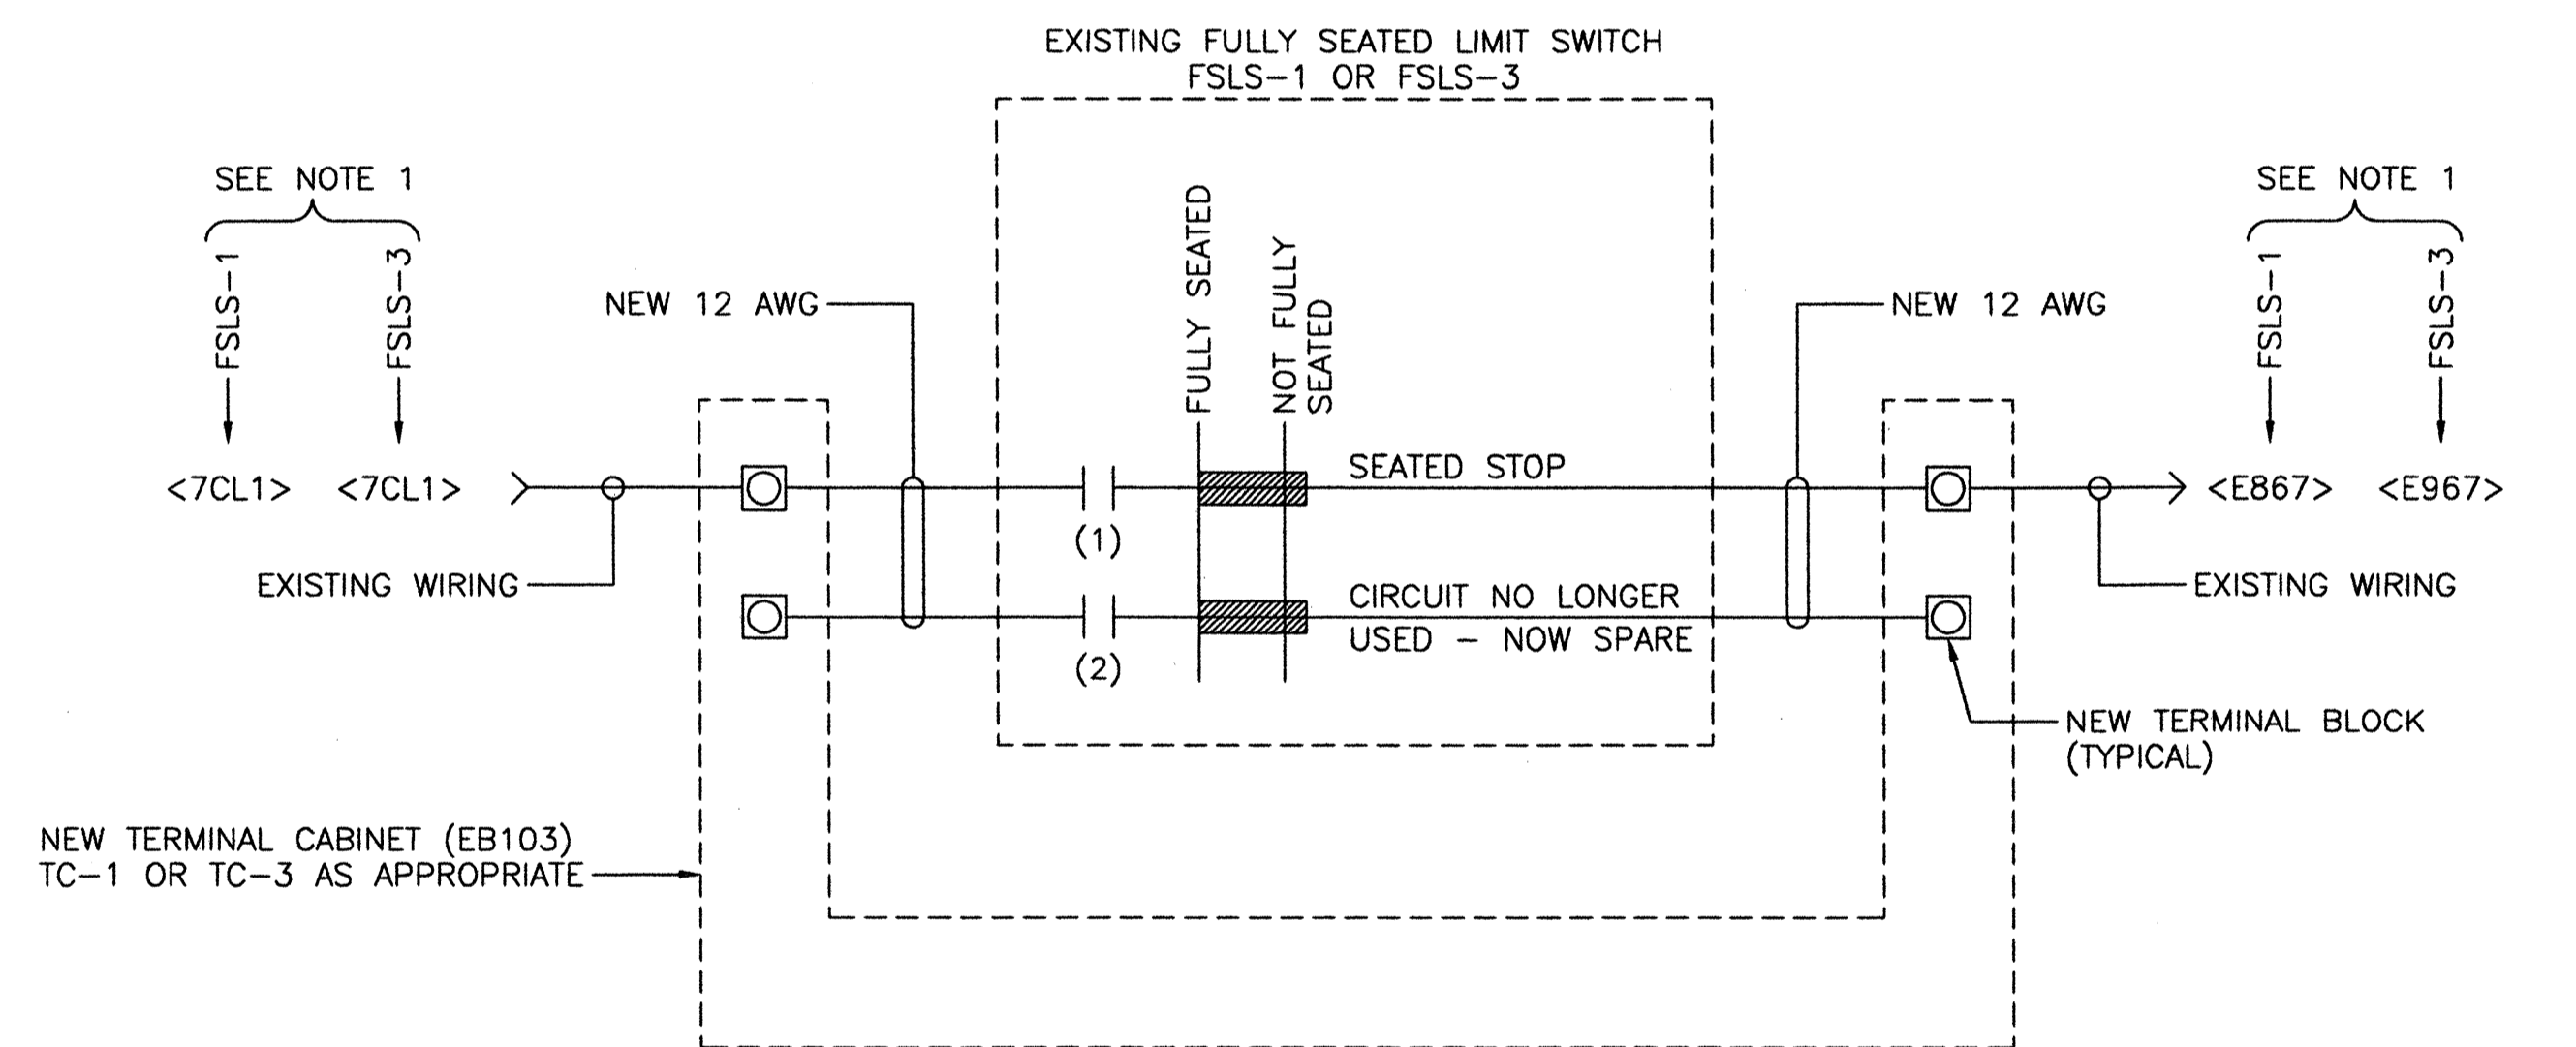 EXISTING FULLY SEATED LIMIT SWITCH
FSLS-1 OR FSLS-3
SEE NOTE 1
FSLS-1
FSLS-3
<7CL1>
<7CL1>
EXISTING WIRING
NEW 12 AWG
FULLY SEATED
NOT FULLY
SEATED
SEATED STOP
(1)
CIRCUIT NO LONGER
USED - NOW SPARE
(2)
NEW 12 AWG
SEE NOTE 1
FSLS-1
FSLS-3
<E867>
<E967>
EXISTING WIRING
NEW TERMINAL BLOCK
(TYPICAL)
NEW TERMINAL CABINET (EB103)
TC-1 OR TC-3 AS APPROPRIATE